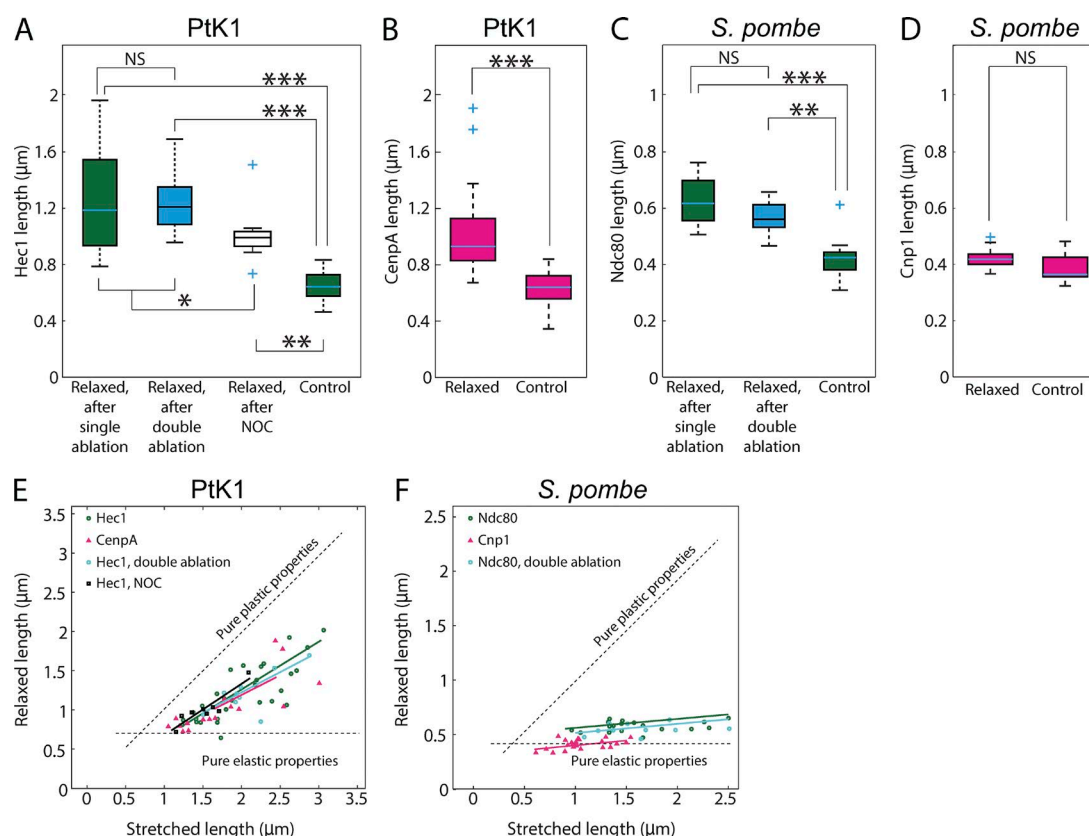 A
PtK1
Hec1 length (µm)
2
1.6
1.2
0.8
0.4
0
NS
***
***
*
**
Relaxed,
after
single
ablation
Relaxed,
after
double
ablation
Relaxed,
after
NOC
Control
B
PtK1
CenpA length (µm)
2
1.6
1.2
0.8
0.4
0
***
Relaxed
Control
C
S. pombe
Ndc80 length (µm)
1
0.8
0.6
0.4
0.2
0
NS
***
**
Relaxed,
after
single
ablation
Relaxed,
after
double
ablation
Control
D
S. pombe
Cnp1 length (µm)
1
0.8
0.6
0.4
0.2
0
NS
Relaxed
Control
E
PtK1
Relaxed length (µm)
3.5
3
2.5
2
1.5
1
0.5
0
Hec1
CenpA
Hec1, double ablation
Hec1, NOC
Pure plastic properties
Pure elastic properties
0
0.5
1
1.5
2
2.5
3
3.5
Stretched length (µm)
F
S. pombe
Relaxed length (µm)
2.5
2
1.5
1
0.5
0
Ndc80
Cnp1
Ndc80, double ablation
Pure plastic properties
Pure elastic properties
0
0.5
1
1.5
2
2.5
Stretched length (µm)